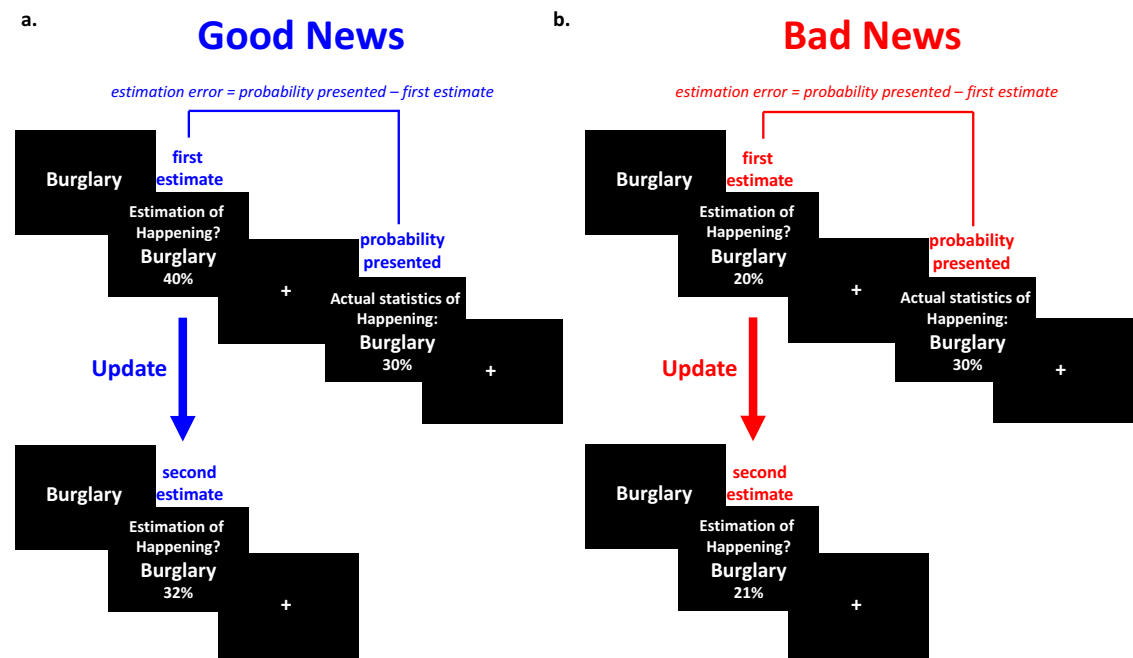 a.
Good News
estimation error = probability presented – first estimate
Burglary
first
estimate
Estimation of
Happening?
Burglary
40%
+
probability
presented
Actual statistics of
Happening:
Burglary
30%
+
Update
Burglary
second
estimate
Estimation of
Happening?
Burglary
32%
+
b.
Bad News
estimation error = probability presented – first estimate
Burglary
first
estimate
Estimation of
Happening?
Burglary
20%
+
probability
presented
Actual statistics of
Happening:
Burglary
30%
+
Update
Burglary
second
estimate
Estimation of
Happening?
Burglary
21%
+